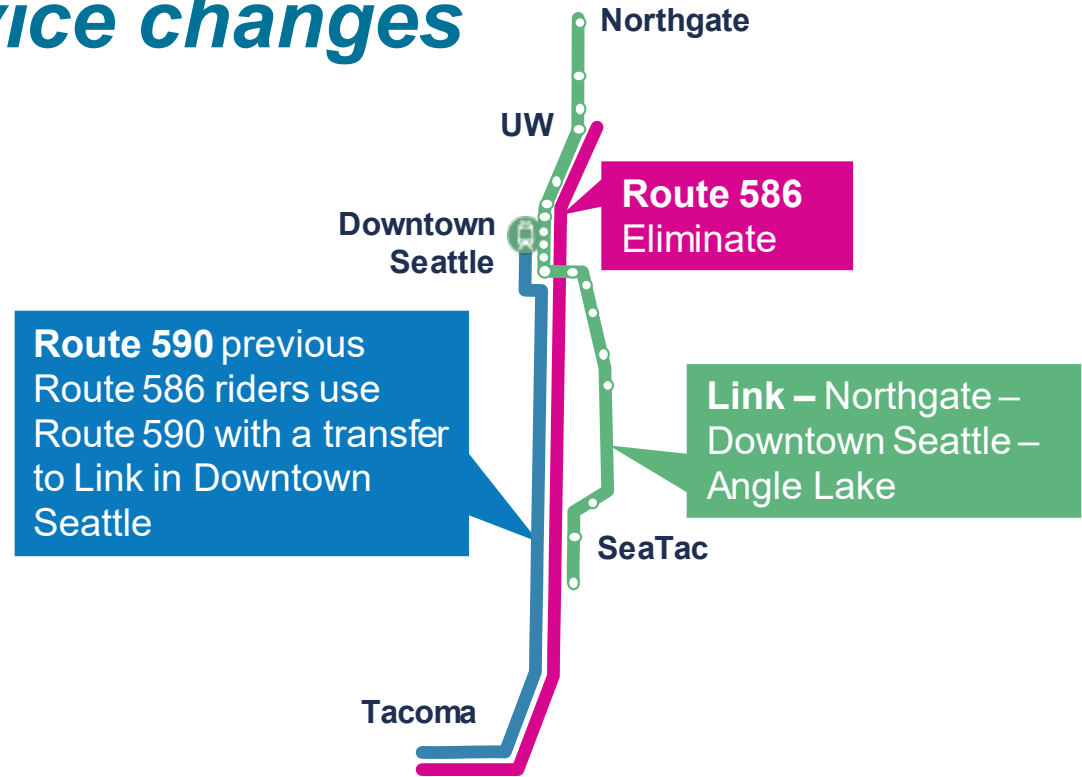 vice changes
Northgate
UW
Route 586
Eliminate
Downtown
Seattle
Route 590 previous
Route 586 riders use
Route 590 with a transfer
to Link in Downtown
Seattle
Link – Northgate –
Downtown Seattle –
Angle Lake
SeaTac
Tacoma